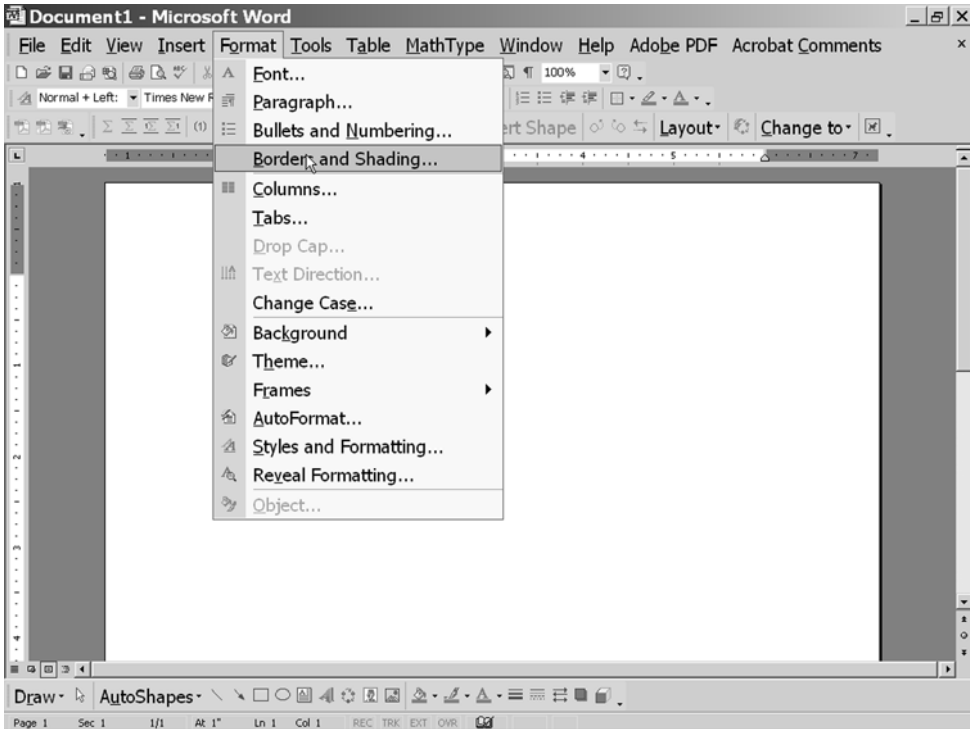 Document1 - Microsoft Word
File Edit View Insert Format Tools Table MathType Window Help Adobe PDF Acrobat Comments
100%
Normal + Left: Times New
Shape Layout Change to
Font...
Paragraph...
Bullets and Numbering...
Borders and Shading...
Columns...
Tabs...
Drop Cap...
Text Direction...
Change Case...
Background
Theme...
Frames
AutoFormat...
Styles and Formatting...
Reveal Formatting...
Object...
Draw AutoShapes
Page 1 Sec 1 1/1 At 1" Ln 1 Col 1 REC TRK EXT OVR